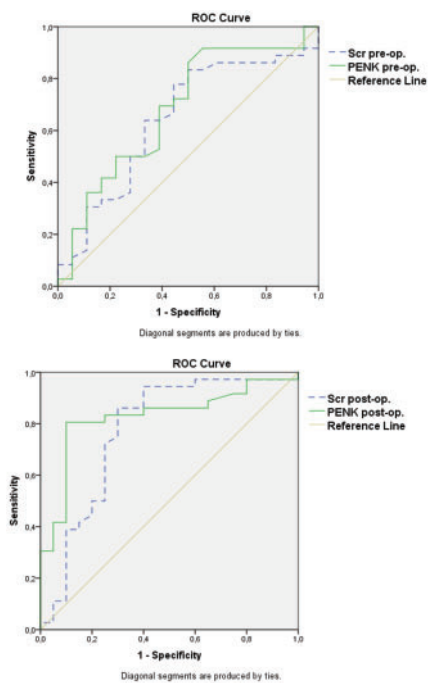 ROC Curve
Scr pre-op.
PENK pre-op.
Reference Line
Sensitivity
1,0
0,8
0,6
0,4
0,2
0,0
0,0 0,2 0,4 0,6 0,8 1,0
1 - Specificity
Diagonal segments are produced by ties.
ROC Curve
Scr post-op.
PENK post-op.
Reference Line
Sensitivity
1,0
0,8
0,6
0,4
0,2
0,0
0,0 0,2 0,4 0,6 0,8 1,0
1 - Specificity
Diagonal segments are produced by ties.